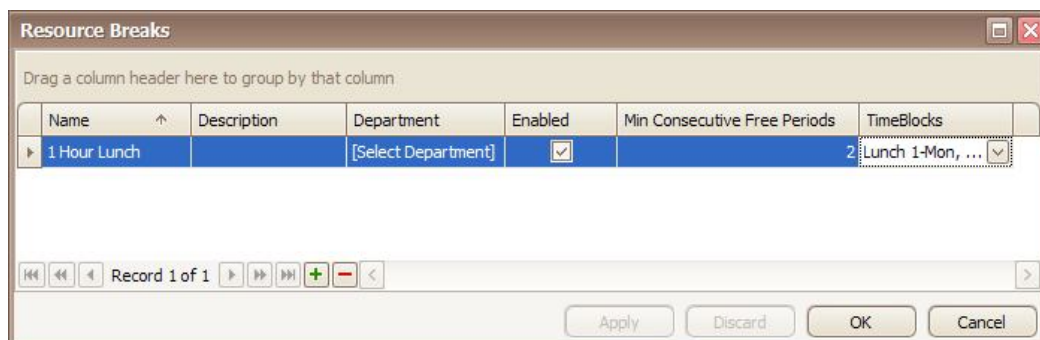 Resource Breaks
Drag a column header here to group by that column
Name Description Department Enabled Min Consecutive Free Periods TimeBlocks
1 Hour Lunch [Select Department] 2 Lunch 1-Mon, ...
Record 1 of 1
Apply Discard OK Cancel